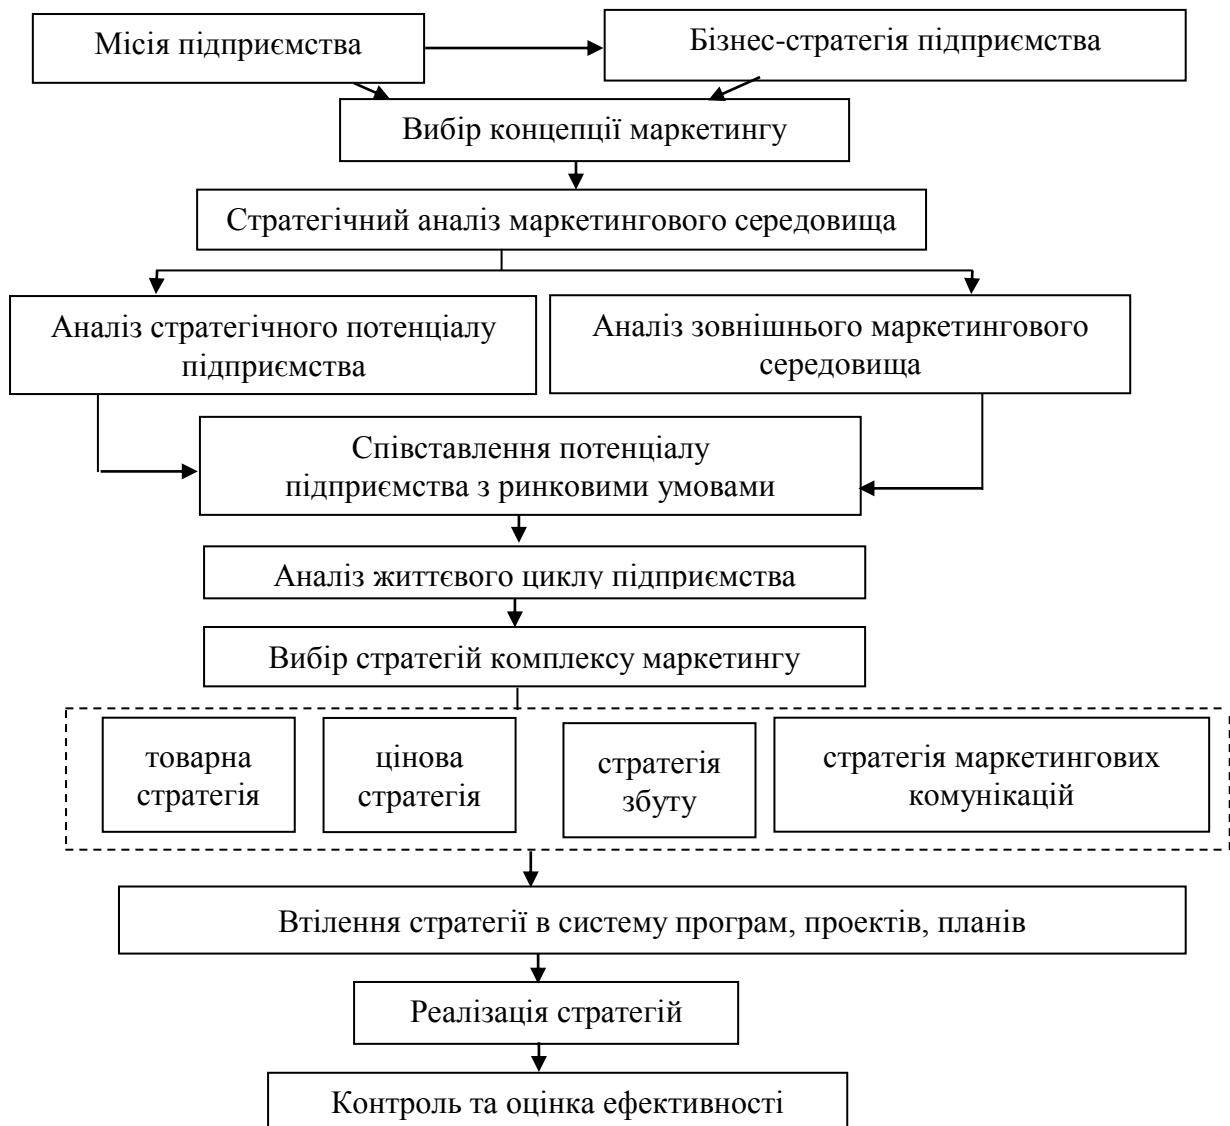 Місія підприємства
Бізнес-стратегія підприємства
Вибір концепції маркетингу
Стратегічний аналіз маркетингового середовища
Аналіз стратегічного потенціалу
підприємства
Аналіз зовнішнього маркетингового
середовища
Співставлення потенціалу
підприємства з ринковими умовами
Аналіз життєвого циклу підприємства
Вибір стратегій комплексу маркетингу
товарна
стратегія
цінова
стратегія
стратегія
збуту
стратегія маркетингових
комунікацій
Втілення стратегії в систему програм, проектів, планів
Реалізація стратегій
Контроль та оцінка ефективності